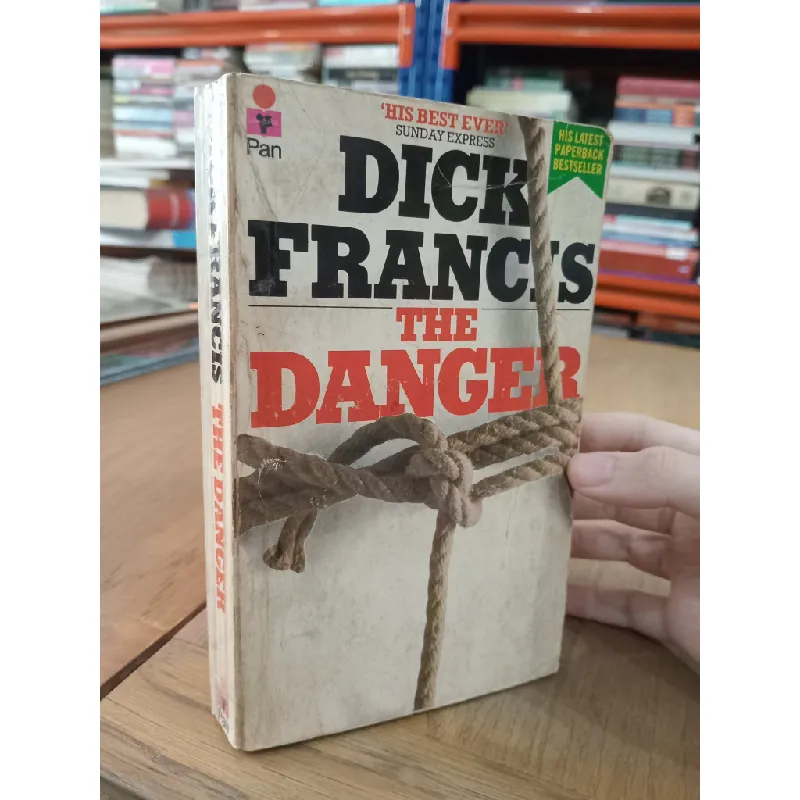 Pan
'HIS BEST EVER'
SUNDAY EXPRESS
HIS LATEST
PAPERBACK
BESTSELLER
DICK
FRANCIS
THE
DANGER
FRANCIS THE DANGER